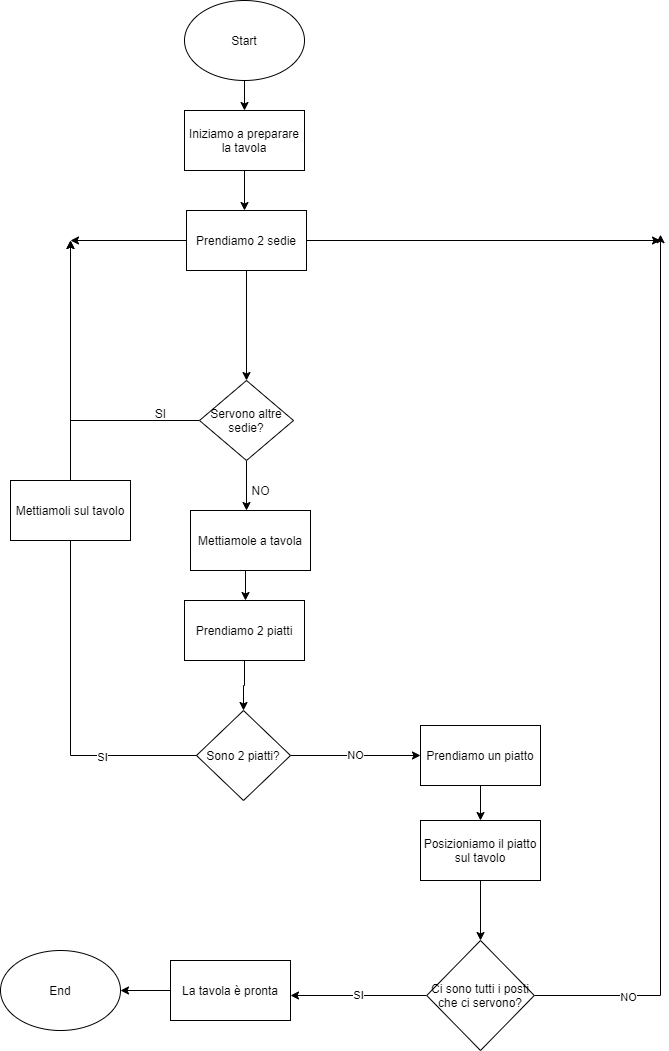 Start
Iniziamo a preparare
la tavola
Prendiamo 2 sedie
SI
Servono altre
sedie?
NO
Mettiamoli sul tavolo
Mettiamole a tavola
Prendiamo 2 piatti
SI
Sono 2 piatti?
NO
Prendiamo un piatto
Posizioniamo il piatto
sul tavolo
End
La tavola è pronta
SI
Ci sono tutti i posti
che ci servono?
NO